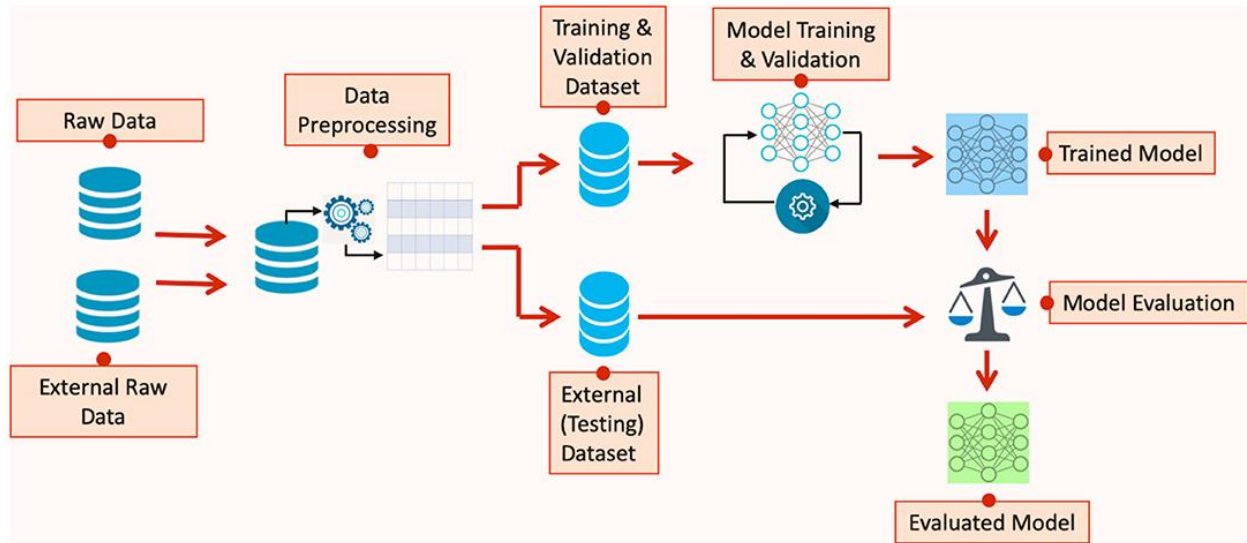 Raw Data
External Raw
Data
Data
Preprocessing
Training &
Validation
Dataset
External
(Testing)
Dataset
Model Training
& Validation
Trained Model
Model Evaluation
Evaluated Model